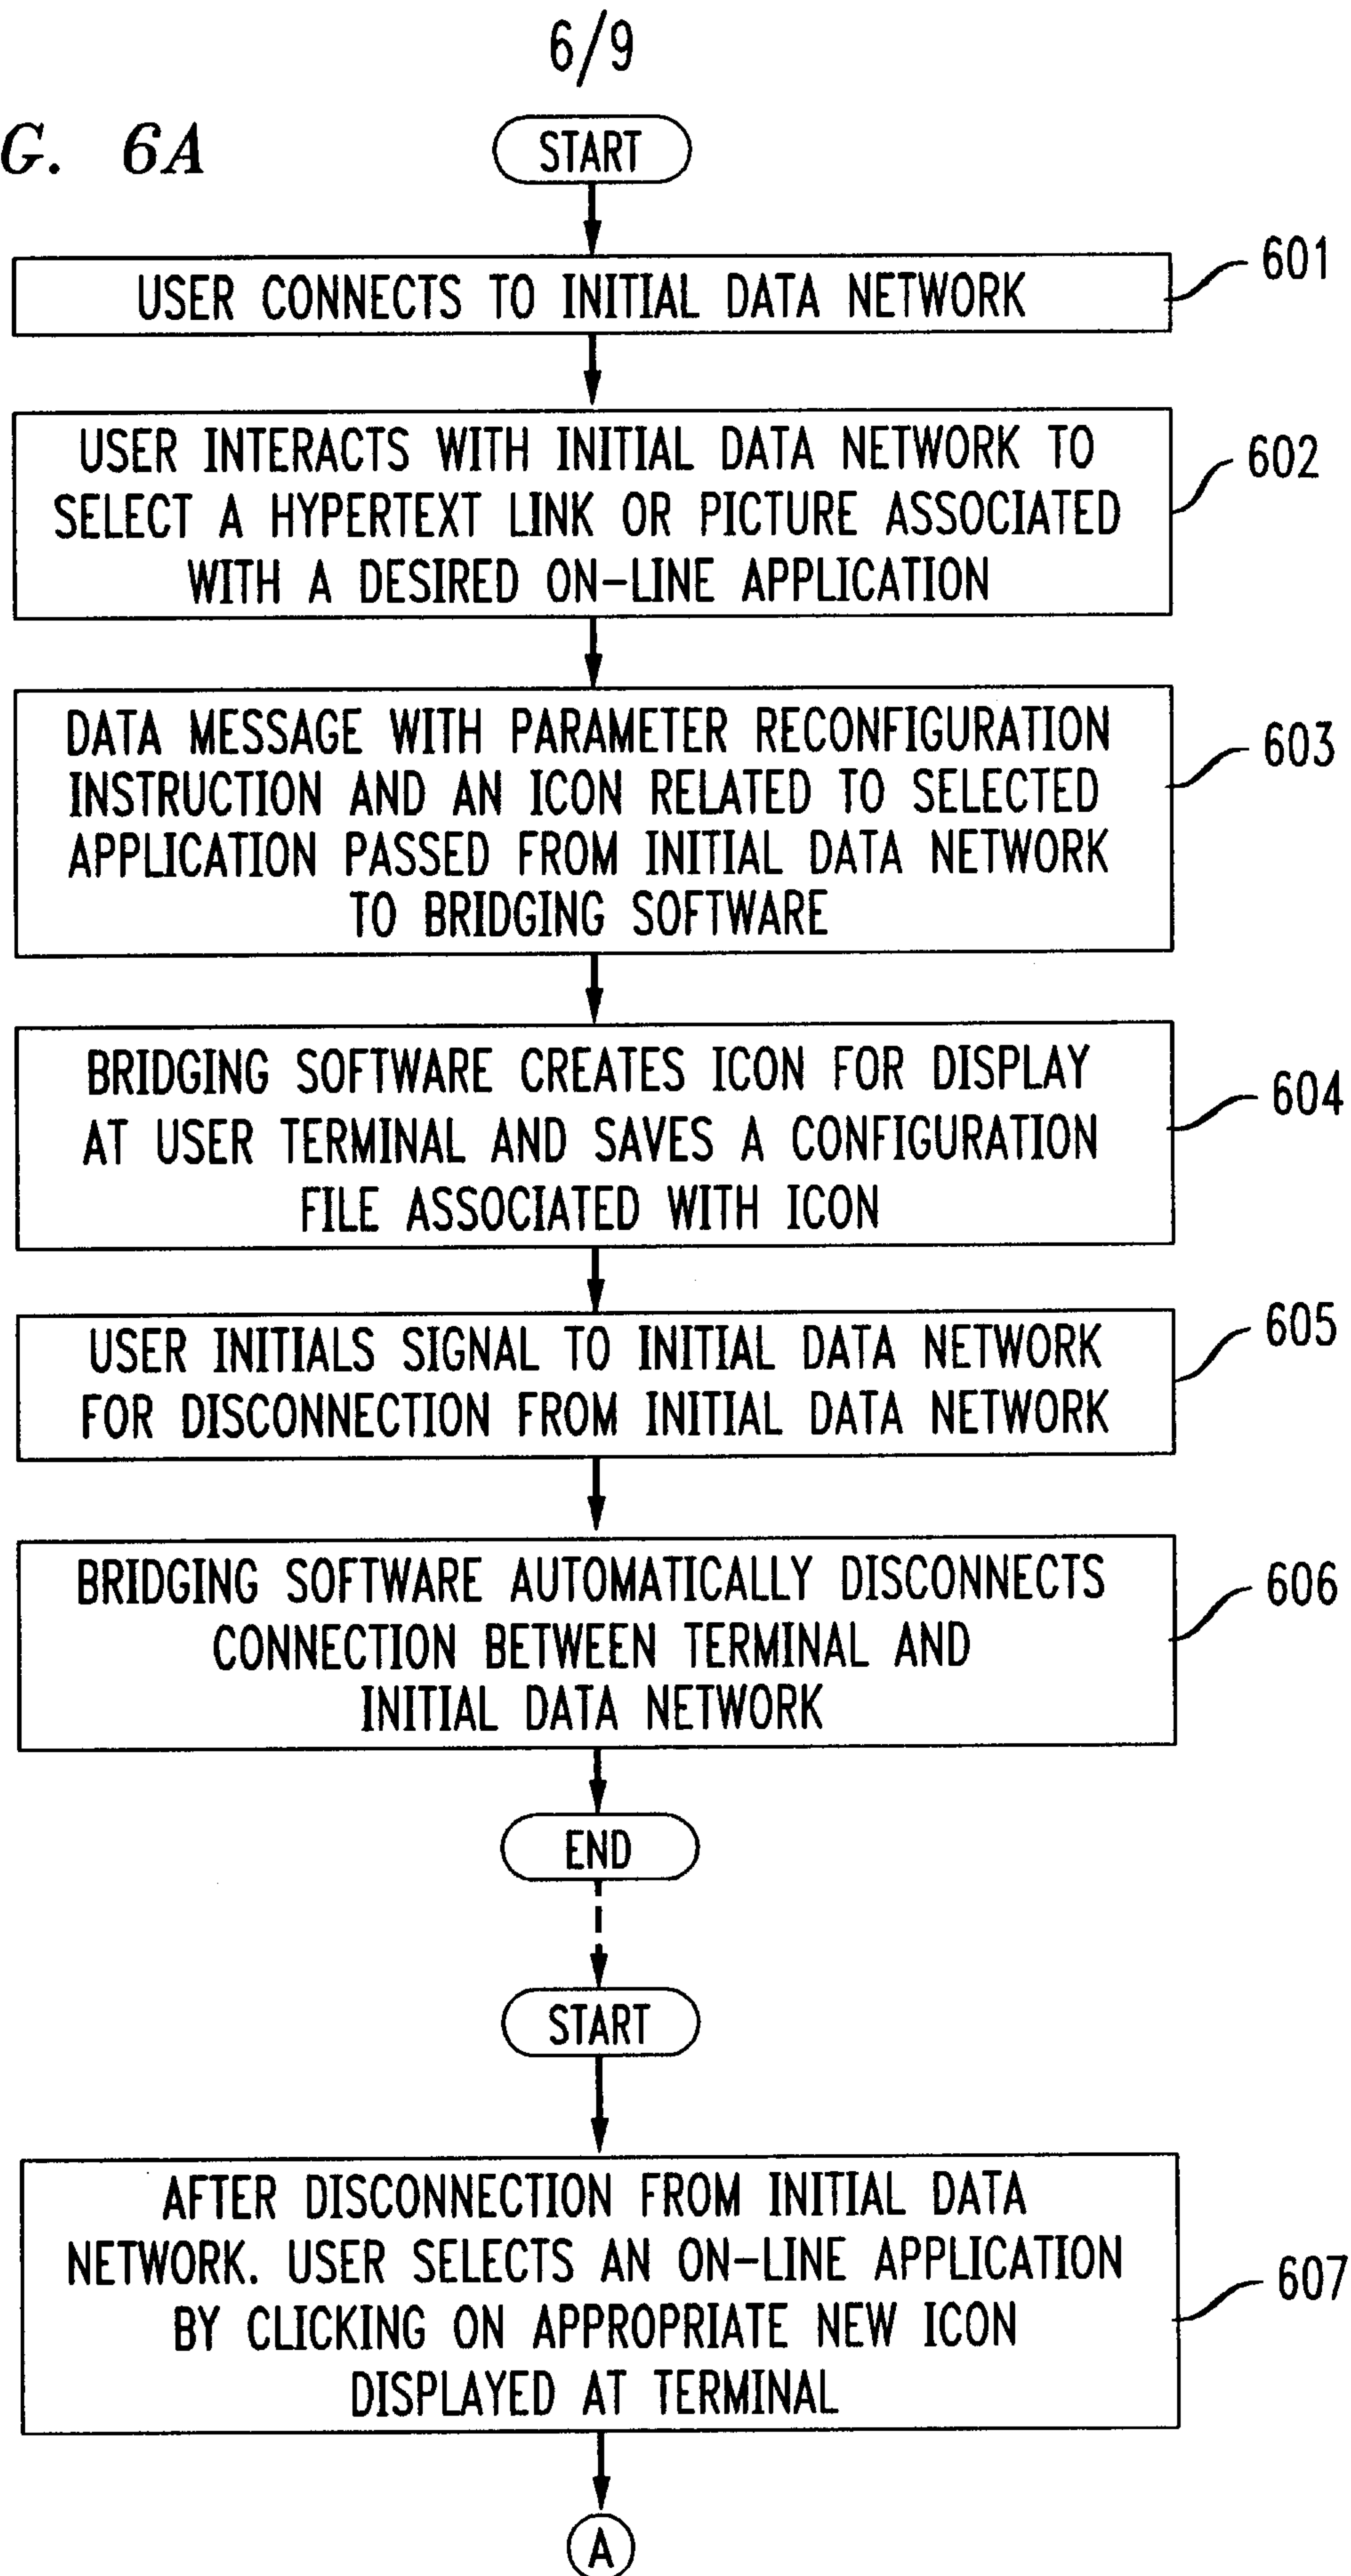 6/9
G. 6A
START
USER CONNECTS TO INITIAL DATA NETWORK
601
USER INTERACTS WITH INITIAL DATA NETWORK TO
SELECT A HYPERTEXT LINK OR PICTURE ASSOCIATED
WITH A DESIRED ON-LINE APPLICATION
602
DATA MESSAGE WITH PARAMETER RECONFIGURATION
INSTRUCTION AND AN ICON RELATED TO SELECTED
APPLICATION PASSED FROM INITIAL DATA NETWORK
TO BRIDGING SOFTWARE
603
BRIDGING SOFTWARE CREATES ICON FOR DISPLAY
AT USER TERMINAL AND SAVES A CONFIGURATION
FILE ASSOCIATED WITH ICON
604
USER INITIALS SIGNAL TO INITIAL DATA NETWORK
FOR DISCONNECTION FROM INITIAL DATA NETWORK
605
BRIDGING SOFTWARE AUTOMATICALLY DISCONNECTS
CONNECTION BETWEEN TERMINAL AND
INITIAL DATA NETWORK
606
END
START
AFTER DISCONNECTION FROM INITIAL DATA
NETWORK. USER SELECTS AN ON-LINE APPLICATION
BY CLICKING ON APPROPRIATE NEW ICON
DISPLAYED AT TERMINAL
607
A